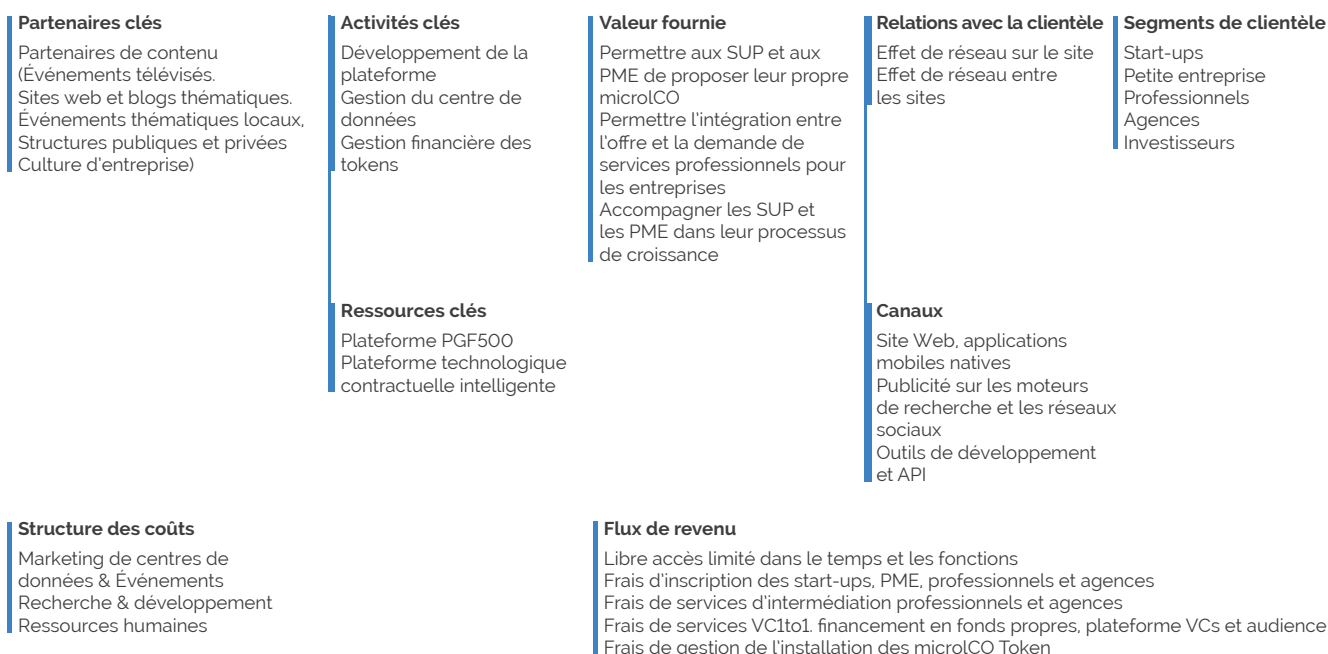 Partenaires clés
Partenaires de contenu
(Événements télévisés.
Sites web et blogs thématiques.
Événements thématiques locaux,
Structures publiques et privées
Culture d'entreprise)
Activités clés
Développement de la
plateforme
Gestion du centre de
données
Gestion financière des
tokens
Ressources clés
Plateforme PGF500
Plateforme technologique
contractuelle intelligente
Valeur fournie
Permettre aux SUP et aux
PME de proposer leur propre
microICO
Permettre l'intégration entre
l'offre et la demande de
services professionnels pour
les entreprises
Accompagner les SUP et
les PME dans leur processus
de croissance
Relations avec la clientèle
Effet de réseau sur le site
Effet de réseau entre
les sites
Canaux
Site Web, applications
mobiles natives
Publicité sur les moteurs
de recherche et les réseaux
sociaux
Outils de développement
et API
Segments de clientèle
Start-ups
Petite entreprise
Professionnels
Agences
Investisseurs
Structure des coûts
Marketing de centres de
données & Événements
Recherche & développement
Ressources humaines
Flux de revenu
Libre accès limité dans le temps et les fonctions
Frais d'inscription des start-ups, PME, professionnels et agences
Frais de services d'intermédiation professionnels et agences
Frais de services VC1to1. financement en fonds propres, plateforme VCs et audience
Frais de gestion de l'installation des microICO Token